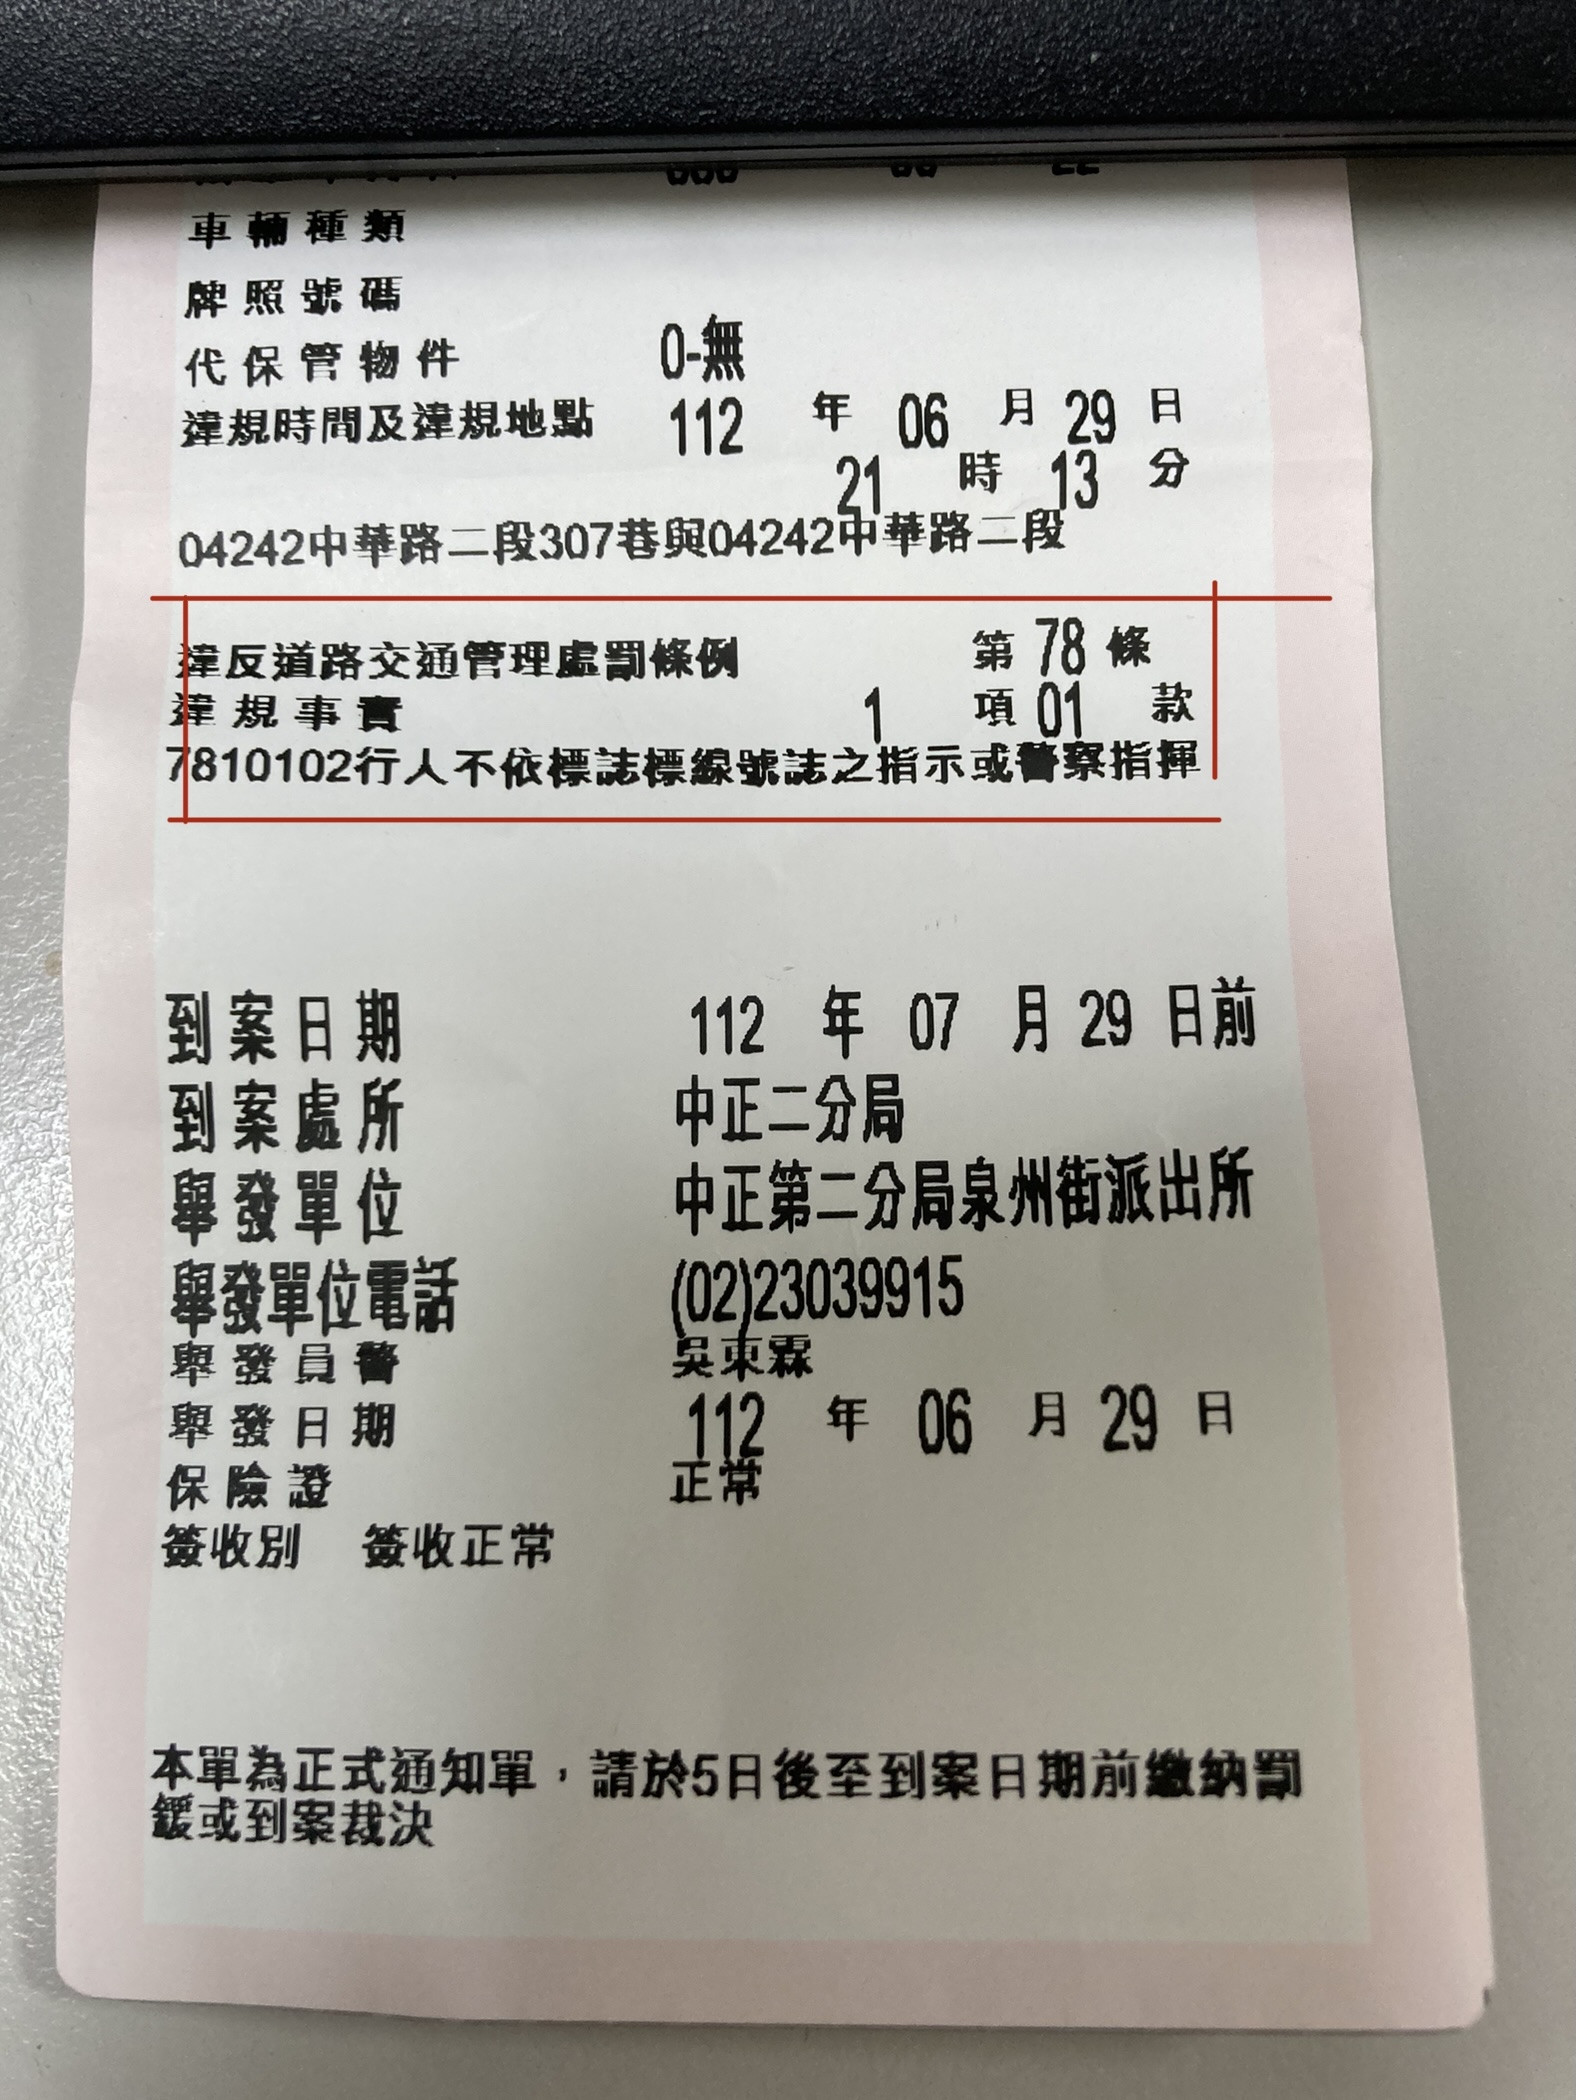 車輛種類
牌照號碼
代保管物件 0-無
違規時間及違規地點 112 年 06 月 29 日
21 時 13 分
04242中華路二段307巷與04242中華路二段
違反道路交通管理處罰條例 第 78 條
違規事實 1 項 01 款
7810102行人不依標誌標線號誌之指示或警察指揮
到案日期 112 年 07 月 29 日前
到案處所 中正二分局
舉發單位 中正第二分局泉州街派出所
舉發單位電話 (02)23039915
舉發員警 吳東霖
舉發日期 112 年 06 月 29 日
保險證 正常
簽收別 簽收正常
本單為正式通知單，請於5日後至到案日期前繳納罰
鍰或到案裁決